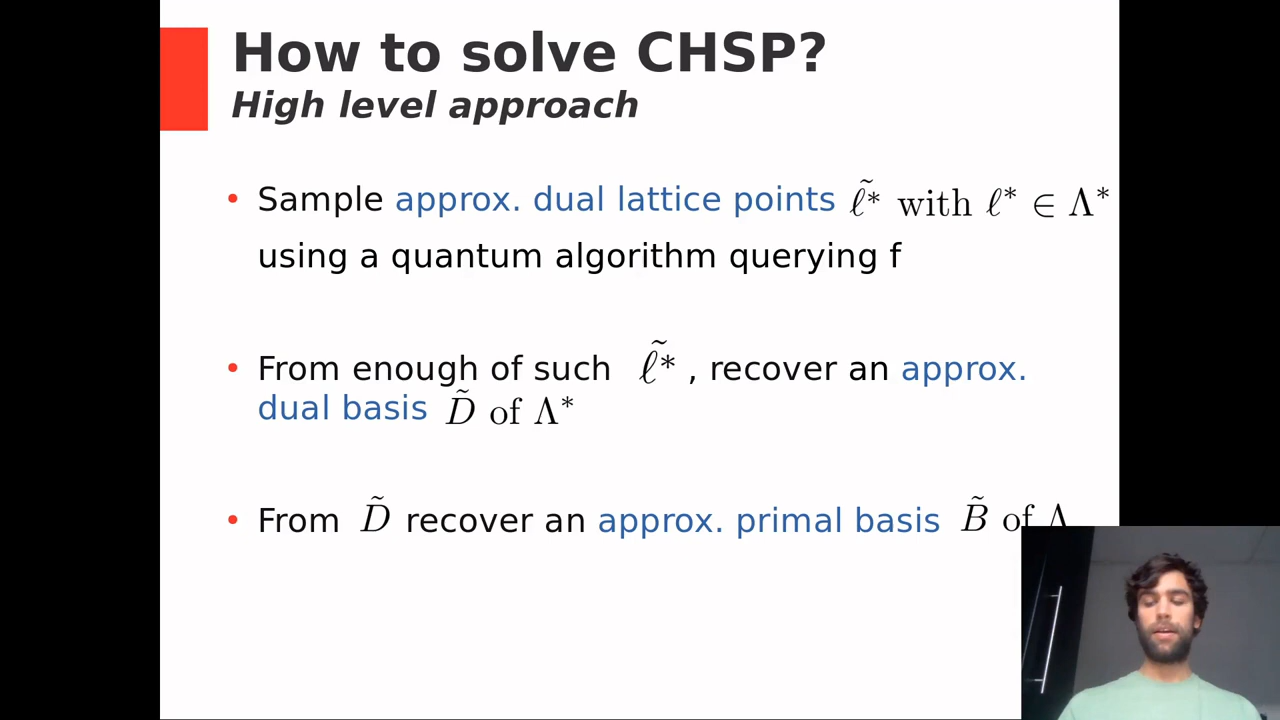 How to solve CHSP?
High level approach
• Sample approx. dual lattice points ℓ̃* with ℓ* ∈ Λ*
using a quantum algorithm querying f
• From enough of such ℓ̃* , recover an approx.
dual basis D̃ of Λ*
• From D̃ recover an approx. primal basis B̃ of Λ